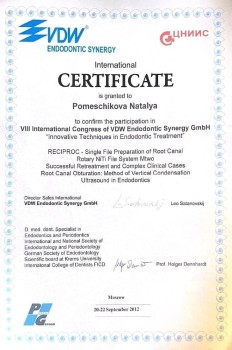 VDW
ENDODONTIC SYNERGY
ЦНИИС
International
CERTIFICATE
is granted to
Pomeschikova Natalya
to confirm the participation in
VIII International Congress of VDW Endodontic Synergy GmbH
"Innovative Techniques in Endodontic Treatment"
RECIPROC - Single File Preparation of Root Canal
Rotary NiTi File System Mtwo
Successful Retreatment and Complex Clinical Cases
Root Canal Obturation: Method of Vertical Condensation
Ultrasound in Endodontics
Director Sales International
VDW Endodontic Synergy GmbH
Leo Satanovskij
D. med. dent. Specialist in
Endodontics and Periodontics
International and National Society of
Endodontology and Periodontology
German Society of Endodontology
Scientific board at Krems University
International College of Dentists FICD
Prof. Holger Dennhardt
Moscow
20-22 September 2012